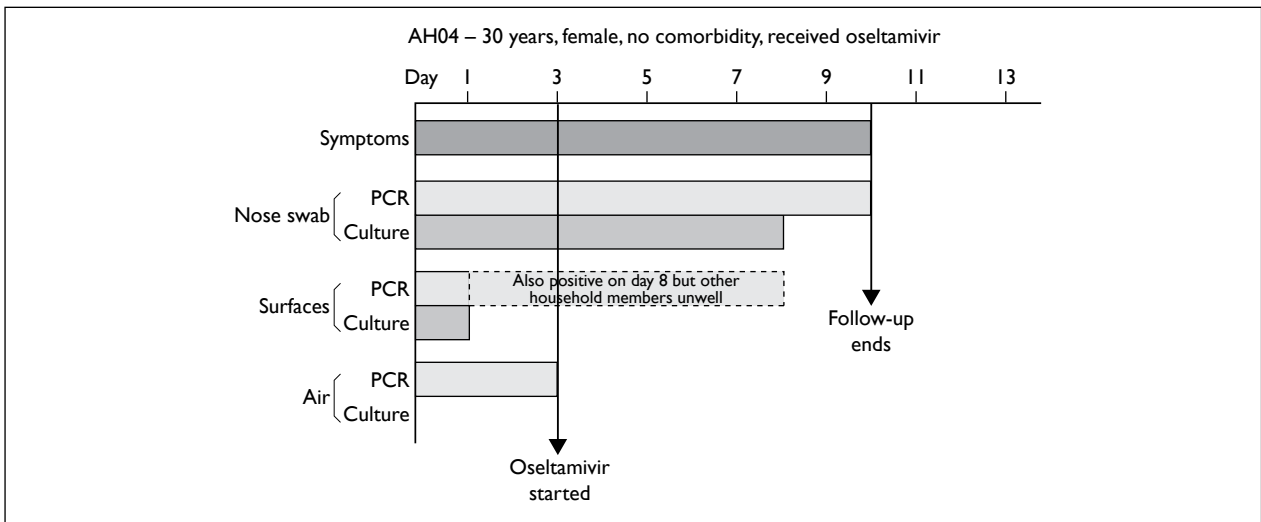 AH04 – 30 years, female, no comorbidity, received oseltamivir
Day 1 3 5 7 9 11 13
Symptoms
Nose swab
PCR
Culture
Surfaces
PCR
Culture
Also positive on day 8 but other
household members unwell
Air
PCR
Culture
Follow-up
ends
Oseltamivir
started